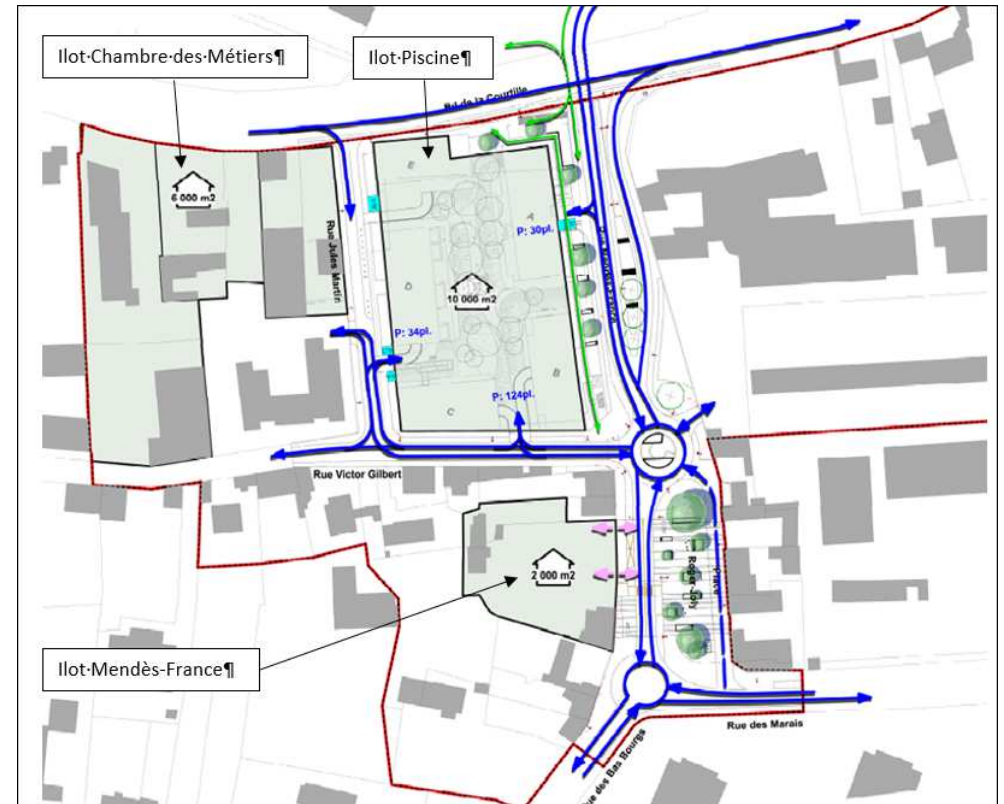 Ilot·Chambre·des·Métiers¶
Ilot·Piscine¶
Bd de la Courtille
6 000 m2
Rue Jules Martin
B
A
P: 30pl.
D
10 000 m2
P: 34pl.
B
P: 124pl.
C
Rue Victor Gilbert
2 000 m2
Place
Roger Joly
Ilot·Mendès-France¶
Rue des Marais
Rue des Bas Bourgs